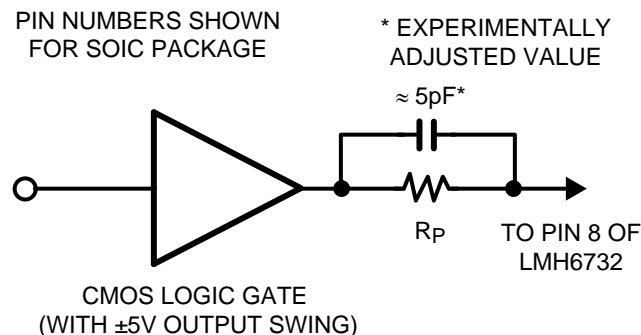 PIN NUMBERS SHOWN
FOR SOIC PACKAGE
* EXPERIMENTALLY
ADJUSTED VALUE
≈ 5pF*
RP
TO PIN 8 OF
LMH6732
CMOS LOGIC GATE
(WITH ±5V OUTPUT SWING)